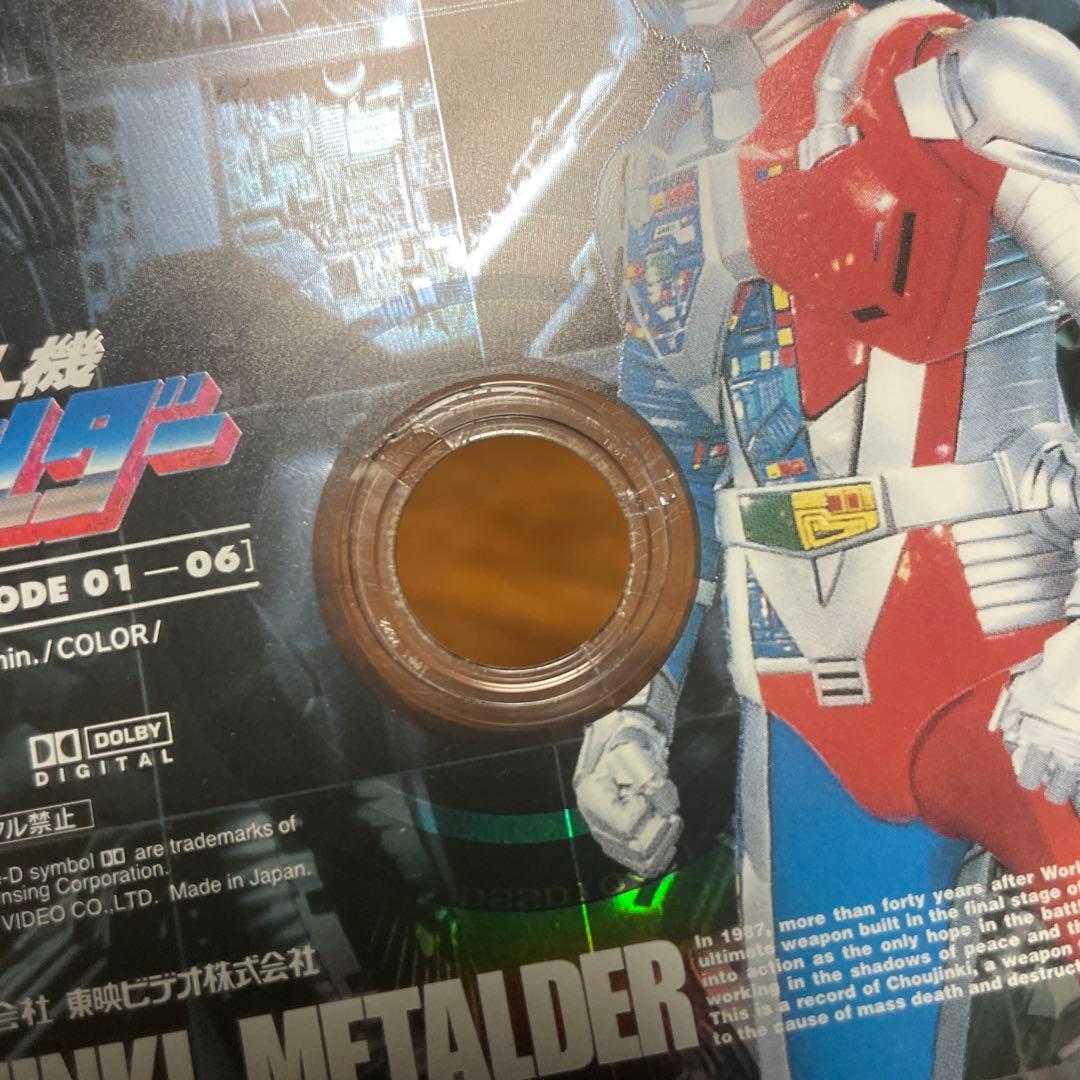 人機
ルダー
ODE 01 — 06]
min./COLOR/
DOLBY
DIGITAL
ル禁止
-D symbol are trademarks of
nsing Corporation.
VIDEO CO.,LTD. Made in Japan.
会社 東映ビデオ株式会社
INKI METALDER
In 1987, more than forty years after Worl
ultimate weapon built in the final stage of
into action as the only hope in the batt
working in the shadows of peace and th
This is a record of Choujinki, a weapon
to the cause of mass death and destruct